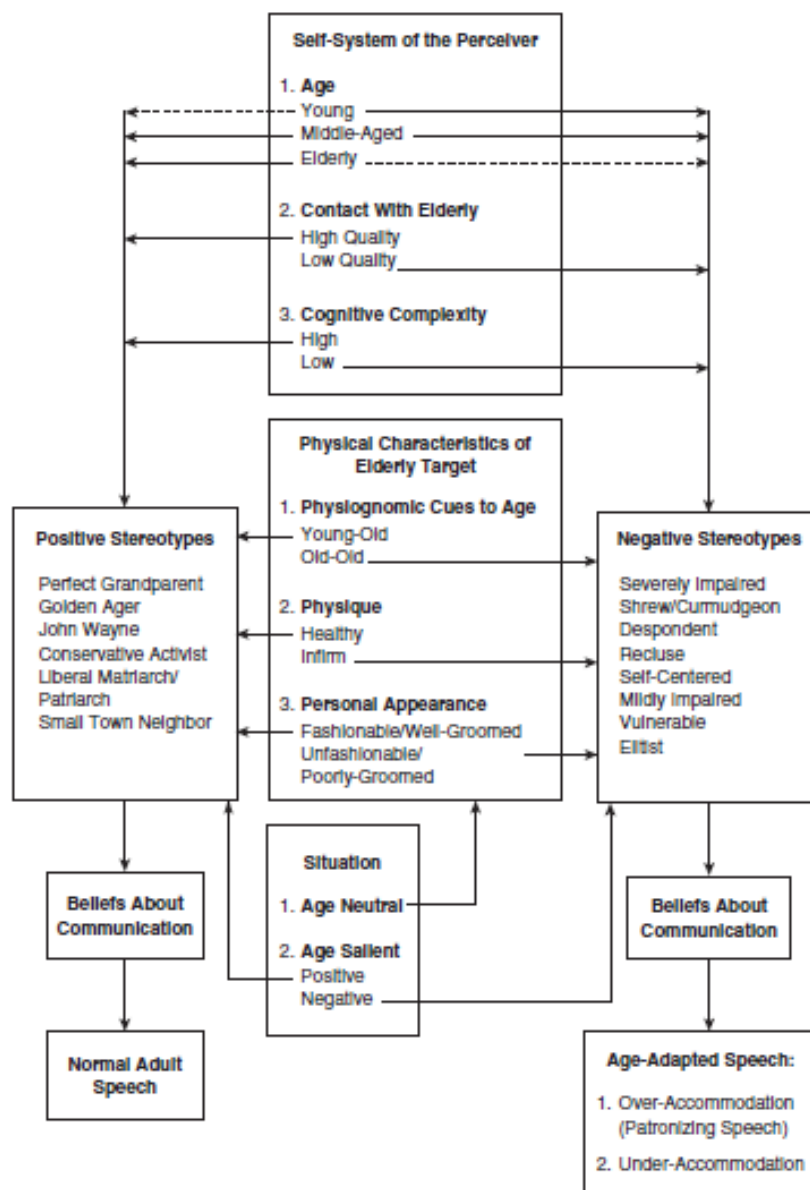 Self-System of the Perceiver
1. Age
Young
Middle-Aged
Elderly
2. Contact With Elderly
High Quality
Low Quality
3. Cognitive Complexity
High
Low
Physical Characteristics of
Elderly Target
1. Physiognomic Cues to Age
Young-Old
Old-Old
2. Physique
Healthy
Infirm
3. Personal Appearance
Fashionable/Well-Groomed
Unfashionable/
Poorly-Groomed
Positive Stereotypes
Perfect Grandparent
Golden Ager
John Wayne
Conservative Activist
Liberal Matriarch/
Patriarch
Small Town Neighbor
Negative Stereotypes
Severely Impaired
Shrew/Curmudgeon
Despondent
Recluse
Self-Centered
Mildly Impaired
Vulnerable
Elitist
Situation
1. Age Neutral
2. Age Salient
Positive
Negative
Beliefs About
Communication
Normal Adult
Speech
Beliefs About
Communication
Age-Adapted Speech:
1. Over-Accommodation
(Patronizing Speech)
2. Under-Accommodation